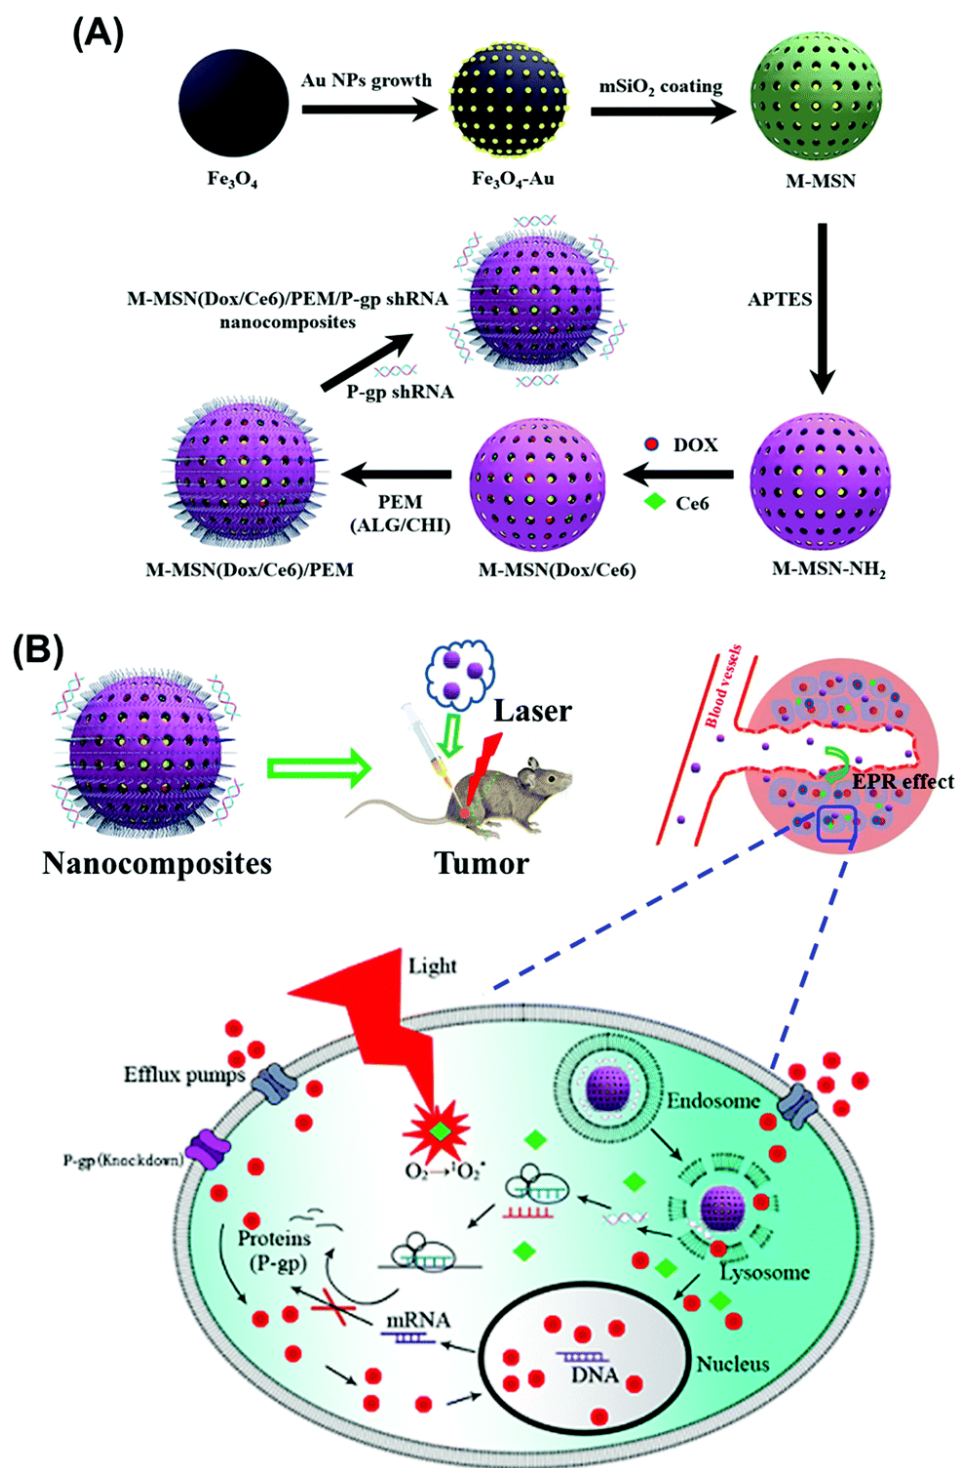 (A)
Au NPs growth
mSiO₂ coating
Fe₃O₄
Fe₃O₄-Au
M-MSN
APTES
M-MSN(Dox/Ce6)/PEM/P-gp shRNA
nanocomposites
P-gp shRNA
DOX
Ce6
PEM
(ALG/CHI)
M-MSN(Dox/Ce6)/PEM
M-MSN(Dox/Ce6)
M-MSN-NH₂
(B)
Laser
Blood vessels
EPR effect
Nanocomposites
Tumor
Light
Efflux pumps
Endosome
P-gp(Knockdown)
O₂→¹O₂*
Proteins
(P-gp)
Lysosome
mRNA
Nucleus
DNA